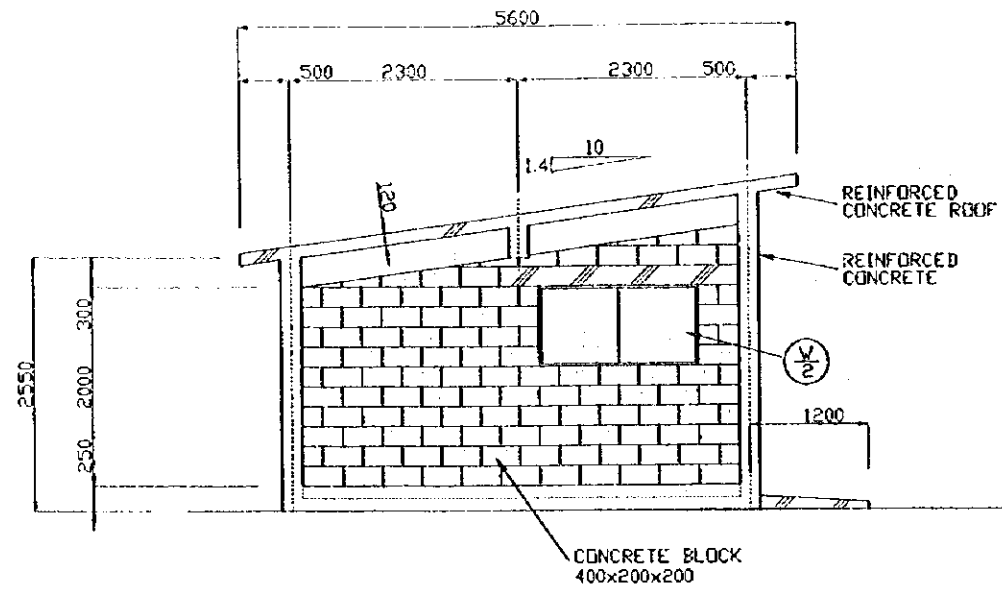 5600
500
2300
2300
500
10
1.4
120
REINFORCED
CONCRETE ROOF
REINFORCED
CONCRETE
300
2550
2000
W
2
1200
250
CONCRETE BLOCK
400x200x200